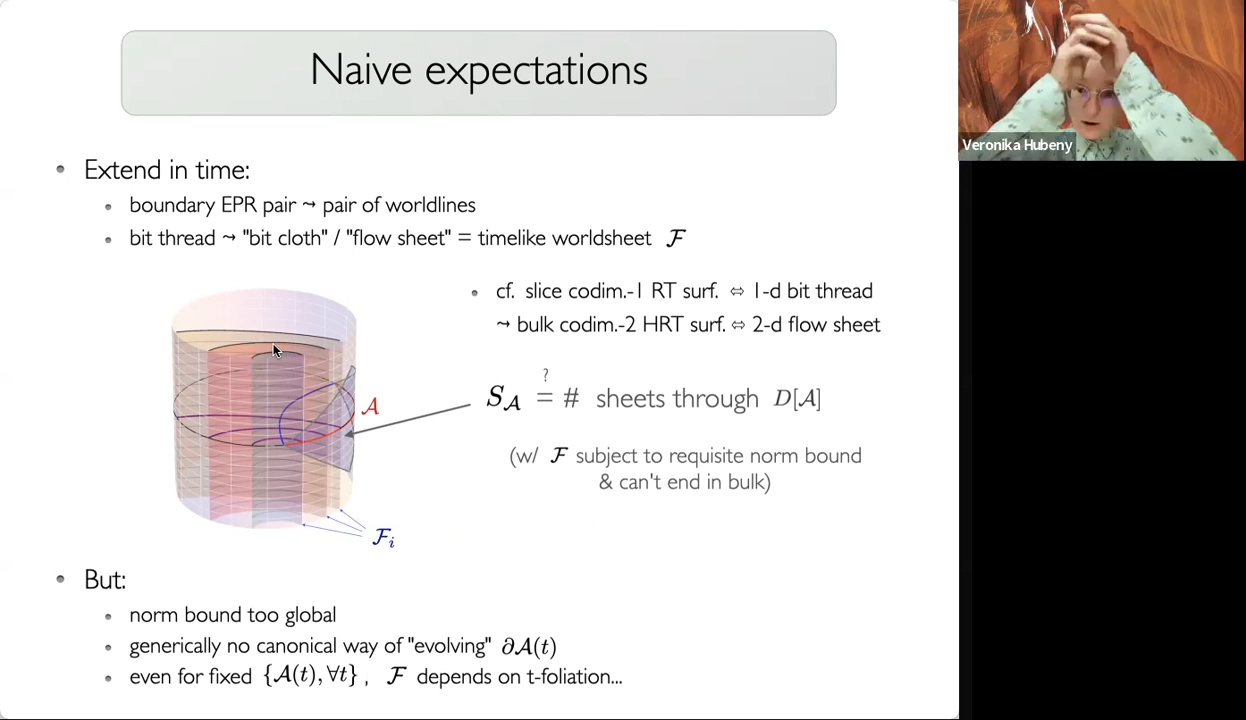 Naive expectations
Veronika Hubeny
• Extend in time:
• boundary EPR pair ⤳ pair of worldlines
• bit thread ⤳ "bit cloth" / "flow sheet" = timelike worldsheet ℱ
• cf. slice codim.-1 RT surf. ⇔ 1-d bit thread
⤳ bulk codim.-2 HRT surf. ⇔ 2-d flow sheet
?
S_𝒜 = # sheets through D[𝒜]
𝒜
(w/ ℱ subject to requisite norm bound
& can't end in bulk)
ℱᵢ
• But:
• norm bound too global
• generically no canonical way of "evolving" ∂𝒜(t)
• even for fixed {𝒜(t), ∀t} , ℱ depends on t-foliation...